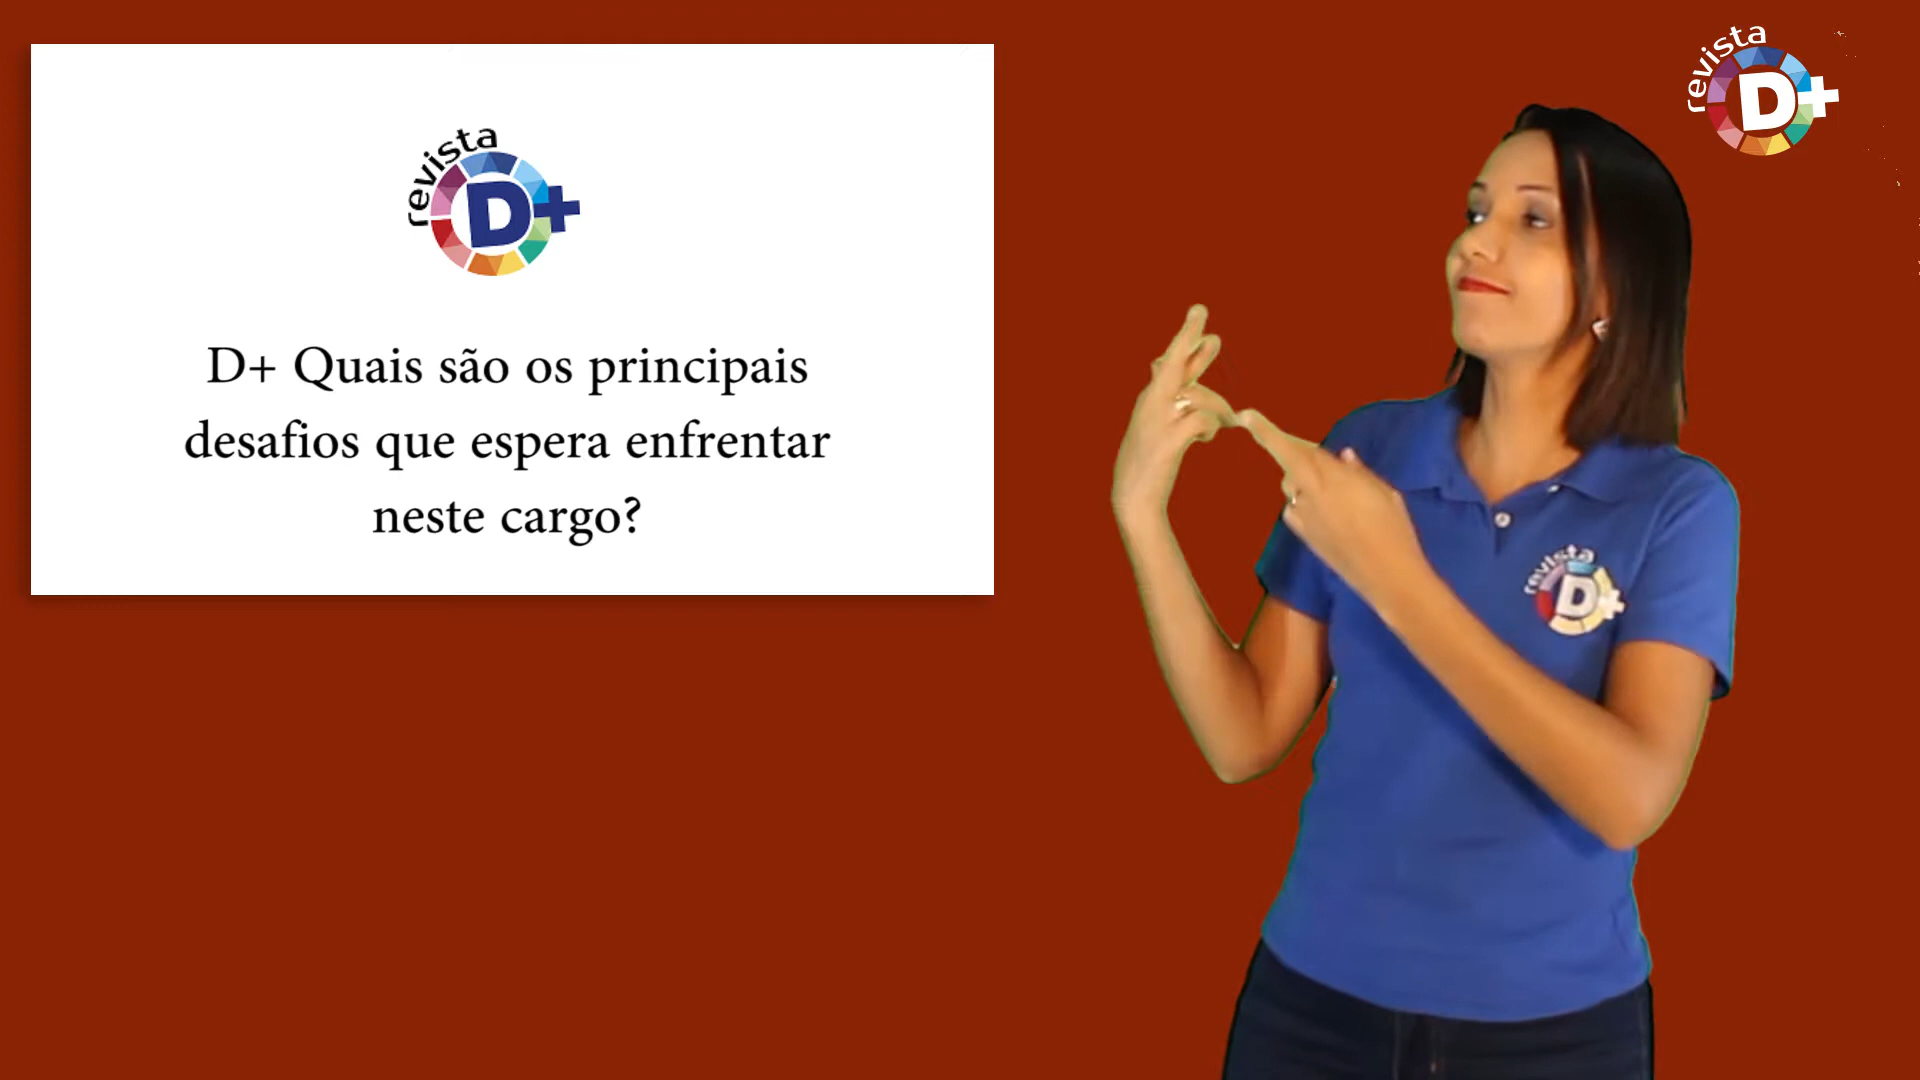 revista
D+
D+ Quais são os principais
desafios que espera enfrentar
neste cargo?
revista
D+
revista
D+